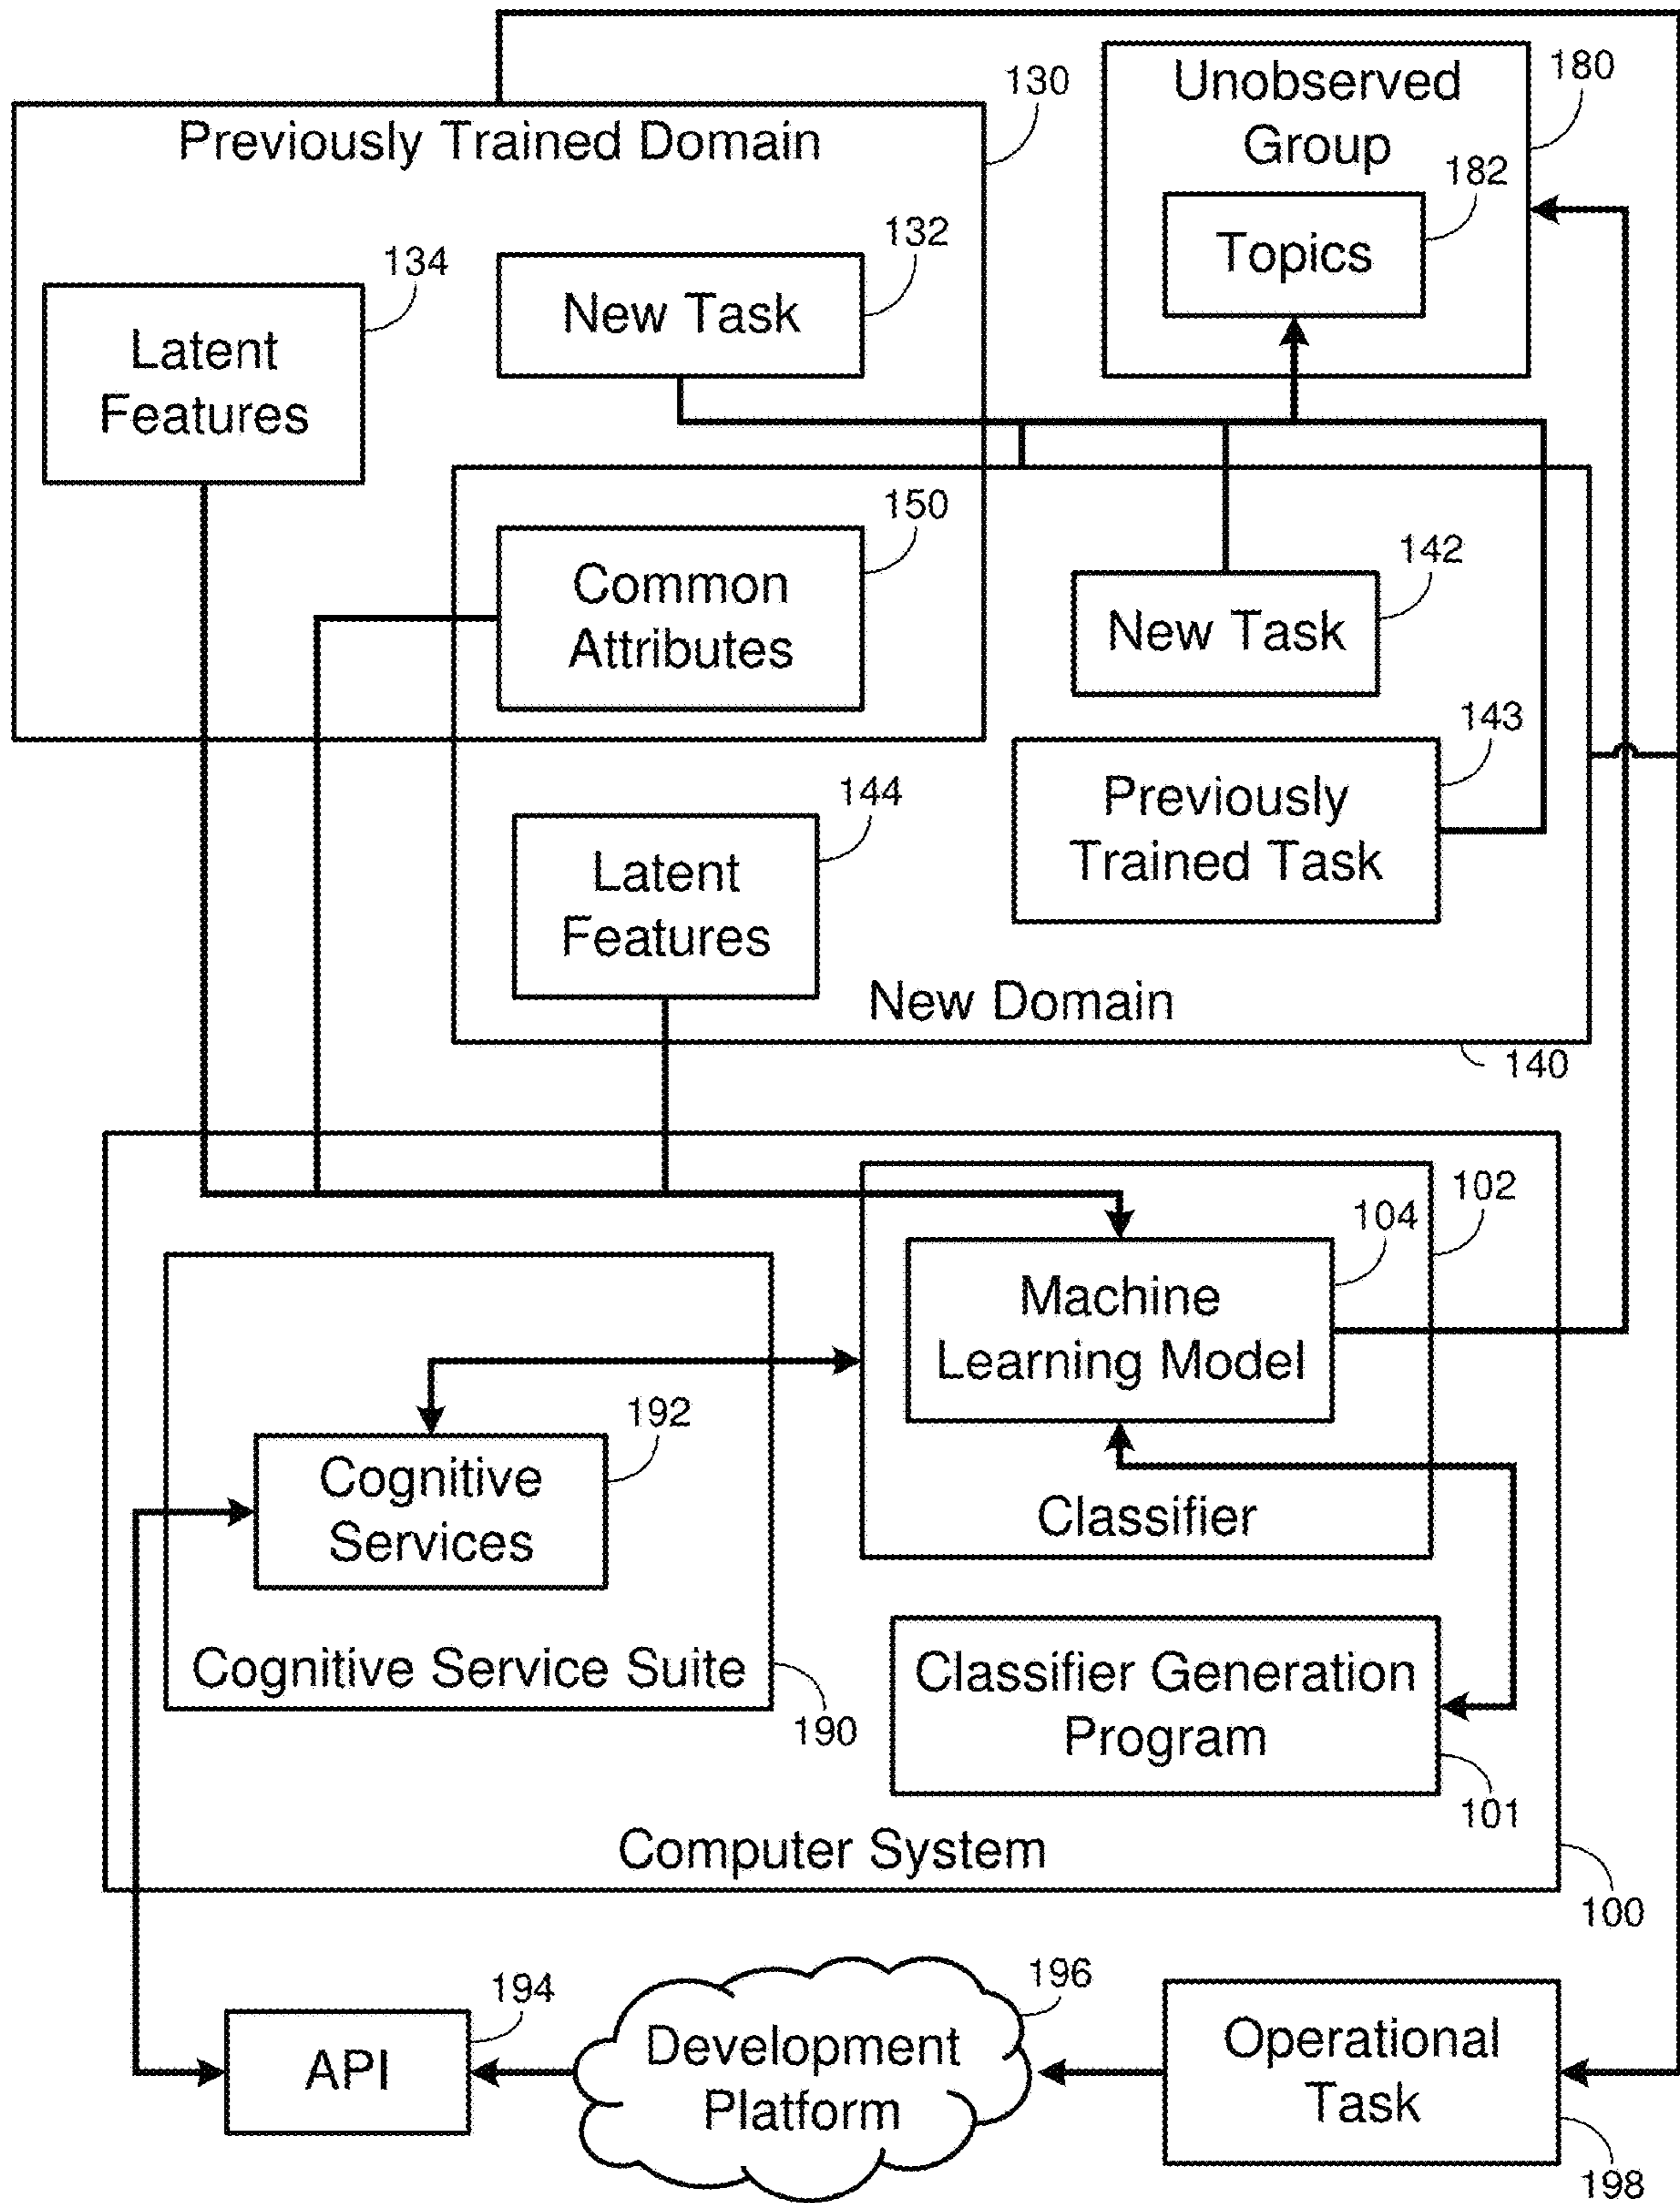 130
Unobserved
Group
180
Previously Trained Domain
182
Topics
132
134
New Task
Latent
Features
150
Common
Attributes
142
New Task
143
Previously
Trained Task
144
Latent
Features
New Domain
140
102
104
Machine
Learning Model
192
Cognitive
Services
Classifier
Cognitive Service Suite
190
Classifier Generation
Program
101
Computer System
100
194
API
196
Development
Platform
Operational
Task
198